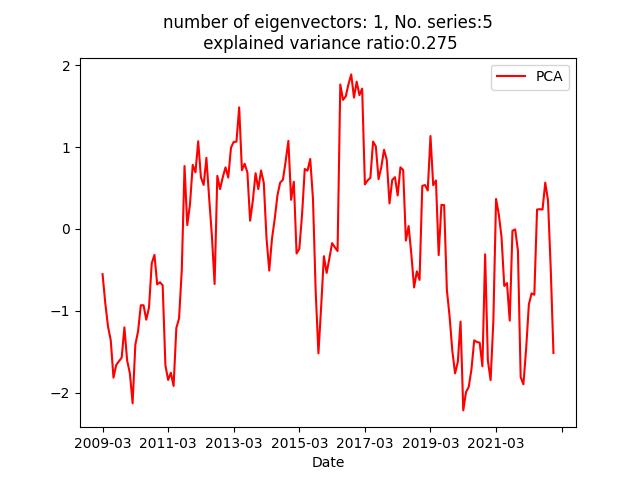 number of eigenvectors: 1, No. series:5
explained variance ratio:0.275
PCA
2
1
0
−1
−2
2009-03 2011-03 2013-03 2015-03 2017-03 2019-03 2021-03
Date